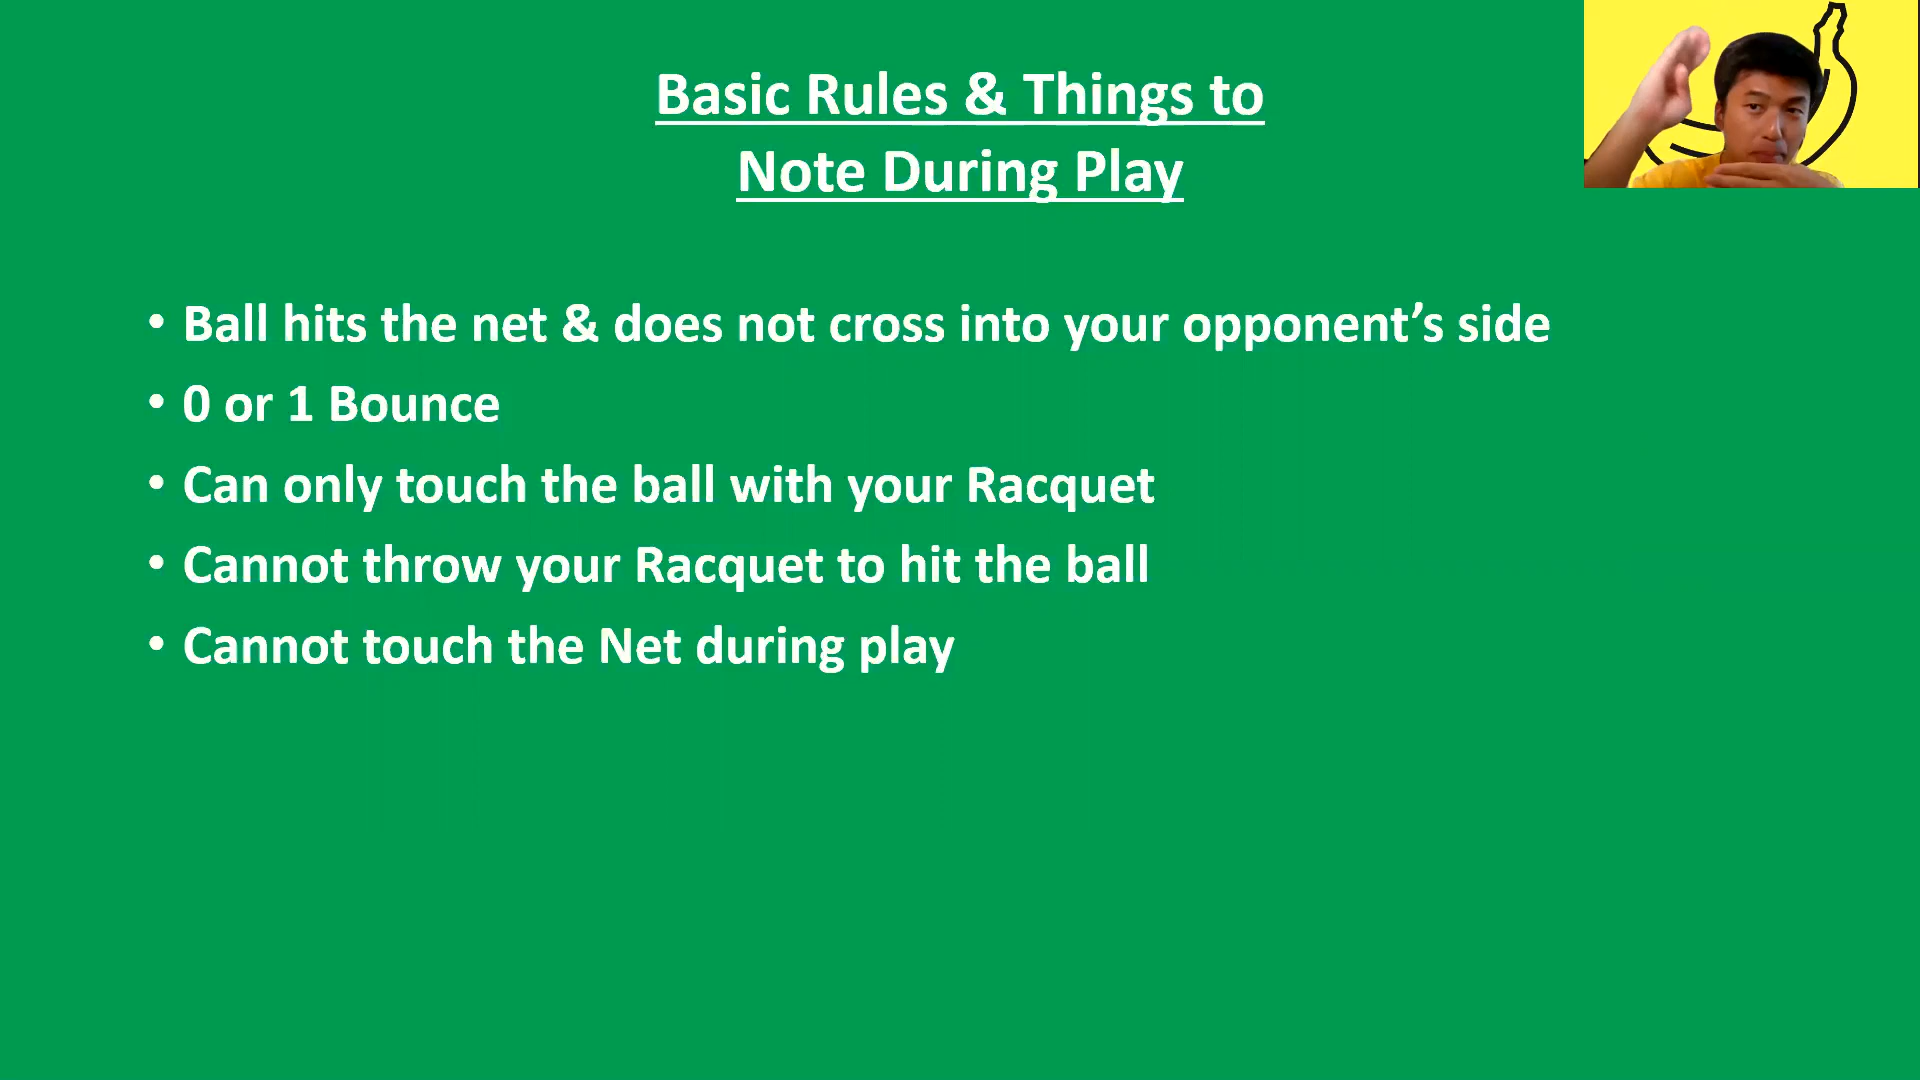 Basic Rules & Things to
Note During Play
• Ball hits the net & does not cross into your opponent’s side
• 0 or 1 Bounce
• Can only touch the ball with your Racquet
• Cannot throw your Racquet to hit the ball
• Cannot touch the Net during play